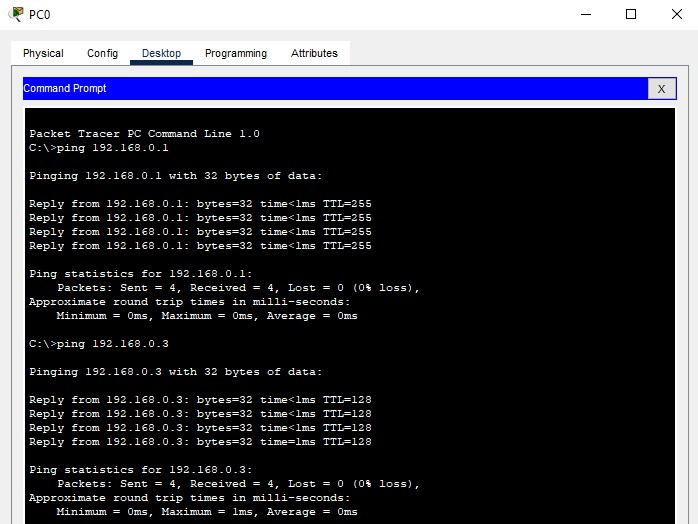 PC0
Physical Config Desktop Programming Attributes
Command Prompt X
Packet Tracer PC Command Line 1.0
C:\>ping 192.168.0.1
Pinging 192.168.0.1 with 32 bytes of data:
Reply from 192.168.0.1: bytes=32 time<1ms TTL=255
Reply from 192.168.0.1: bytes=32 time<1ms TTL=255
Reply from 192.168.0.1: bytes=32 time<1ms TTL=255
Reply from 192.168.0.1: bytes=32 time<1ms TTL=255
Ping statistics for 192.168.0.1:
Packets: Sent = 4, Received = 4, Lost = 0 (0% loss),
Approximate round trip times in milli-seconds:
Minimum = 0ms, Maximum = 0ms, Average = 0ms
C:\>ping 192.168.0.3
Pinging 192.168.0.3 with 32 bytes of data:
Reply from 192.168.0.3: bytes=32 time<1ms TTL=128
Reply from 192.168.0.3: bytes=32 time<1ms TTL=128
Reply from 192.168.0.3: bytes=32 time<1ms TTL=128
Reply from 192.168.0.3: bytes=32 time=1ms TTL=128
Ping statistics for 192.168.0.3:
Packets: Sent = 4, Received = 4, Lost = 0 (0% loss),
Approximate round trip times in milli-seconds:
Minimum = 0ms, Maximum = 1ms, Average = 0ms